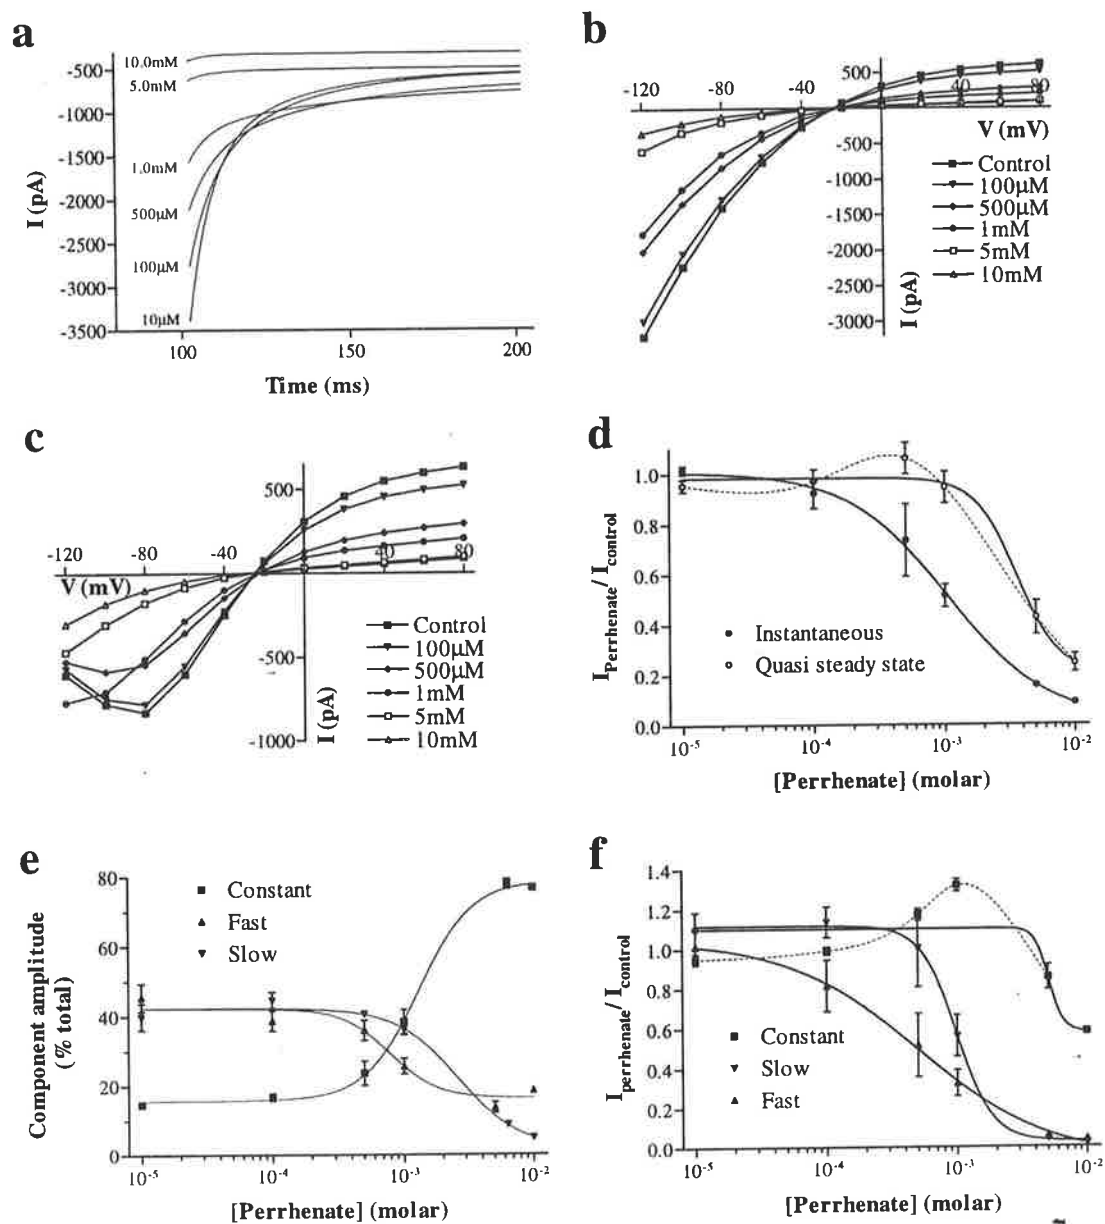 a
I (pA)
-500
-1000
-1500
-2000
-2500
-3000
-3500
10.0mM
5.0mM
1.0mM
500µM
100µM
10µM
100
150
200
Time (ms)
b
500
-120
-80
-40
40
80
V (mV)
-500
-1000
-1500
-2000
-2500
-3000
I (pA)
Control
100µM
500µM
1mM
5mM
10mM
c
500
-120
-80
-40
40
80
V (mV)
-500
-1000
I (pA)
Control
100µM
500µM
1mM
5mM
10mM
d
I Perrhenate / I control
1.0
0.8
0.6
0.4
0.2
0.0
Instantaneous
Quasi steady state
10-5
10-4
10-3
10-2
[Perrhenate] (molar)
e
Component amplitude
(% total)
80
60
40
20
0
Constant
Fast
Slow
10-5
10-4
10-3
10-2
[Perrhenate] (molar)
f
I perrhenate / I control
1.4
1.2
1.0
0.8
0.6
0.4
0.2
0.0
Constant
Slow
Fast
10-5
10-4
10-3
10-2
[Perrhenate] (molar)